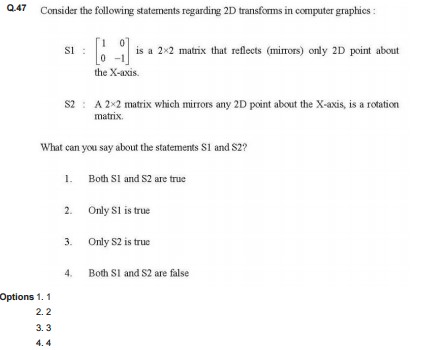 Q.47 Consider the following statements regarding 2D transforms in computer graphics :
S1 : [1 0
0 -1] is a 2×2 matrix that reflects (mirrors) only 2D point about
the X-axis.
S2 : A 2×2 matrix which mirrors any 2D point about the X-axis, is a rotation
matrix.
What can you say about the statements S1 and S2?
1. Both S1 and S2 are true
2. Only S1 is true
3. Only S2 is true
4. Both S1 and S2 are false
Options 1. 1
2. 2
3. 3
4. 4